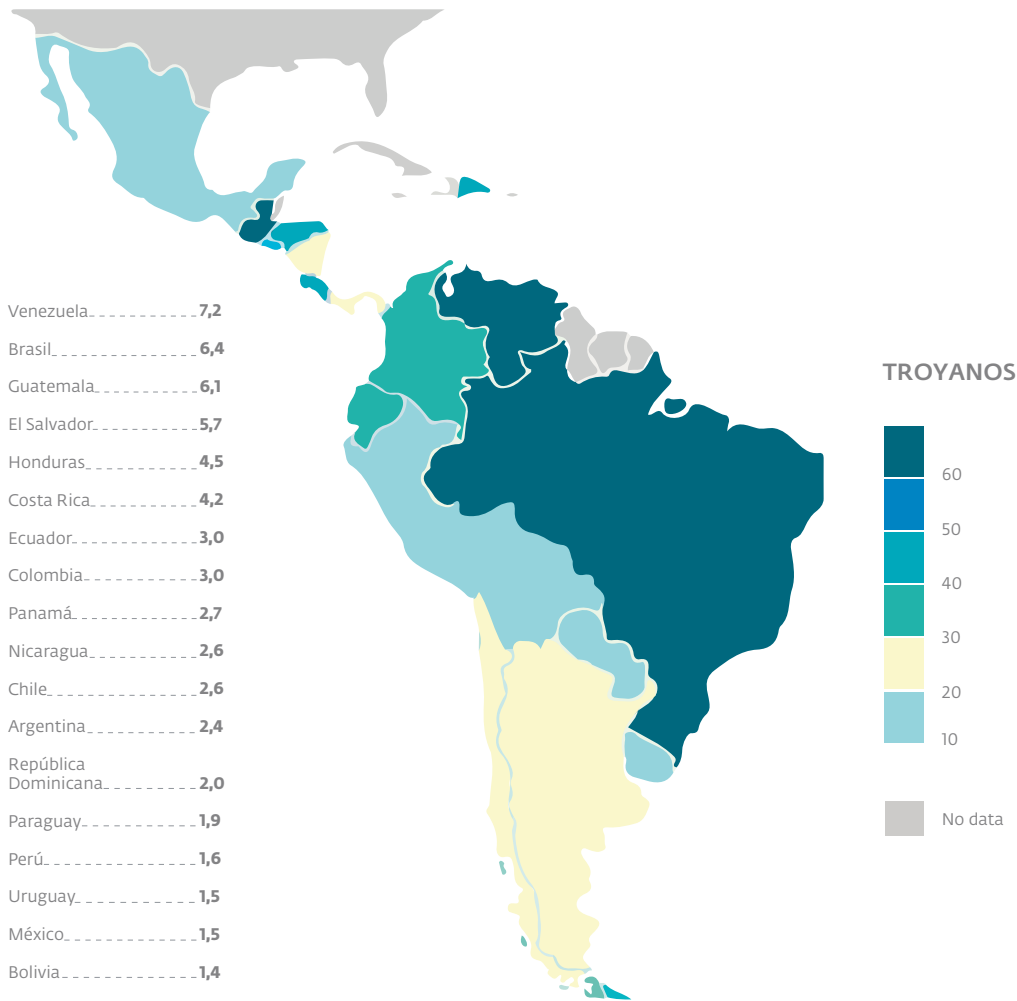 Venezuela 7,2
Brasil 6,4
Guatemala 6,1
El Salvador 5,7
Honduras 4,5
Costa Rica 4,2
Ecuador 3,0
Colombia 3,0
Panamá 2,7
Nicaragua 2,6
Chile 2,6
Argentina 2,4
República
Dominicana 2,0
Paraguay 1,9
Perú 1,6
Uruguay 1,5
México 1,5
Bolivia 1,4
TROYANOS
60
50
40
30
20
10
No data